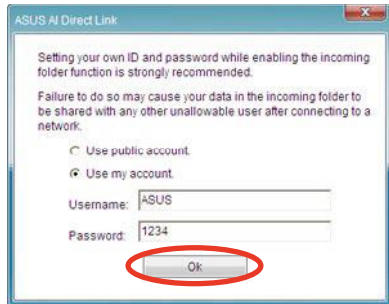 ASUS AI Direct Link
Setting your own ID and password while enabling the incoming
folder function is strongly recommended.
Failure to do so may cause your data in the incoming folder to
be shared with any other unallowable user after connecting to a
network.
Use public account.
Use my account.
Username: ASUS
Password: 1234
Ok